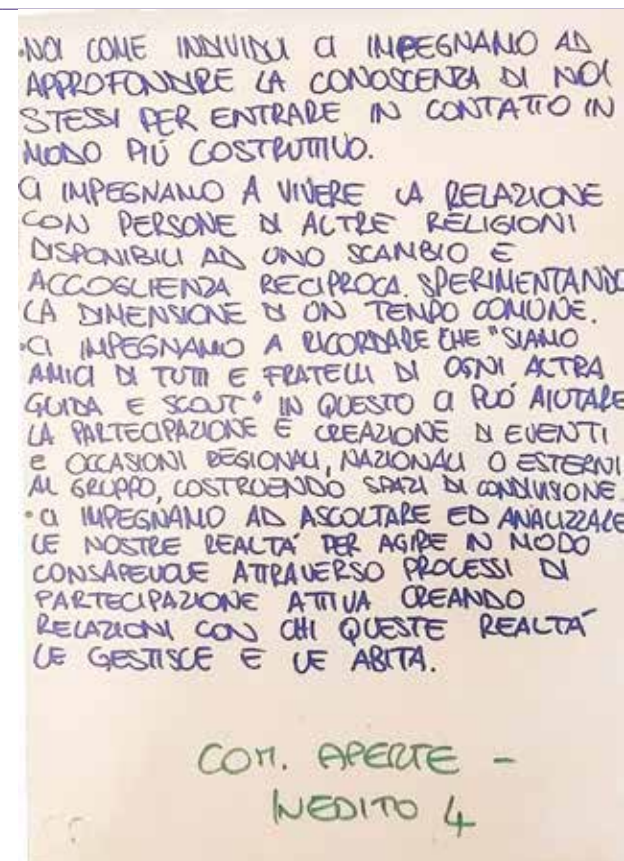 •NOI COME INDIVIDUI CI IMPEGNAMO AD
APPROFONDIRE LA CONOSCENZA DI NOI
STESSI PER ENTRARE IN CONTATTO IN
MODO PIÙ COSTRUTTIVO.
CI IMPEGNAMO A VIVERE LA RELAZIONE
CON PERSONE DI ALTRE RELIGIONI
DISPONIBILI AD UNO SCAMBIO E
ACCOGLIENZA RECIPROCA SPERIMENTANDO
LA DIMENSIONE DI UN TEMPO COMUNE.
•CI IMPEGNAMO A RICORDARE CHE "SIAMO
AMICI DI TUTTI E FRATELLI DI OGNI ALTRA
GUIDA E SCOUT" IN QUESTO CI PUÓ AIUTARE
LA PARTECIPAZIONE E CREAZIONE DI EVENTI
E OCCASIONI REGIONALI, NAZIONALI O ESTERNI
AL GRUPPO, COSTRUENDO SPAZI DI CONDIVISIONE
•CI IMPEGNAMO AD ASCOLTARE ED ANALIZZARE
LE NOSTRE REALTÁ PER AGIRE IN MODO
CONSAPEVOLE ATTRAVERSO PROCESSI DI
PARTECIPAZIONE ATTIVA CREANDO
RELAZIONI CON CHI QUESTE REALTÁ
LE GESTISCE E LE ABITA.
COM. APERTE -
INEDITO 4